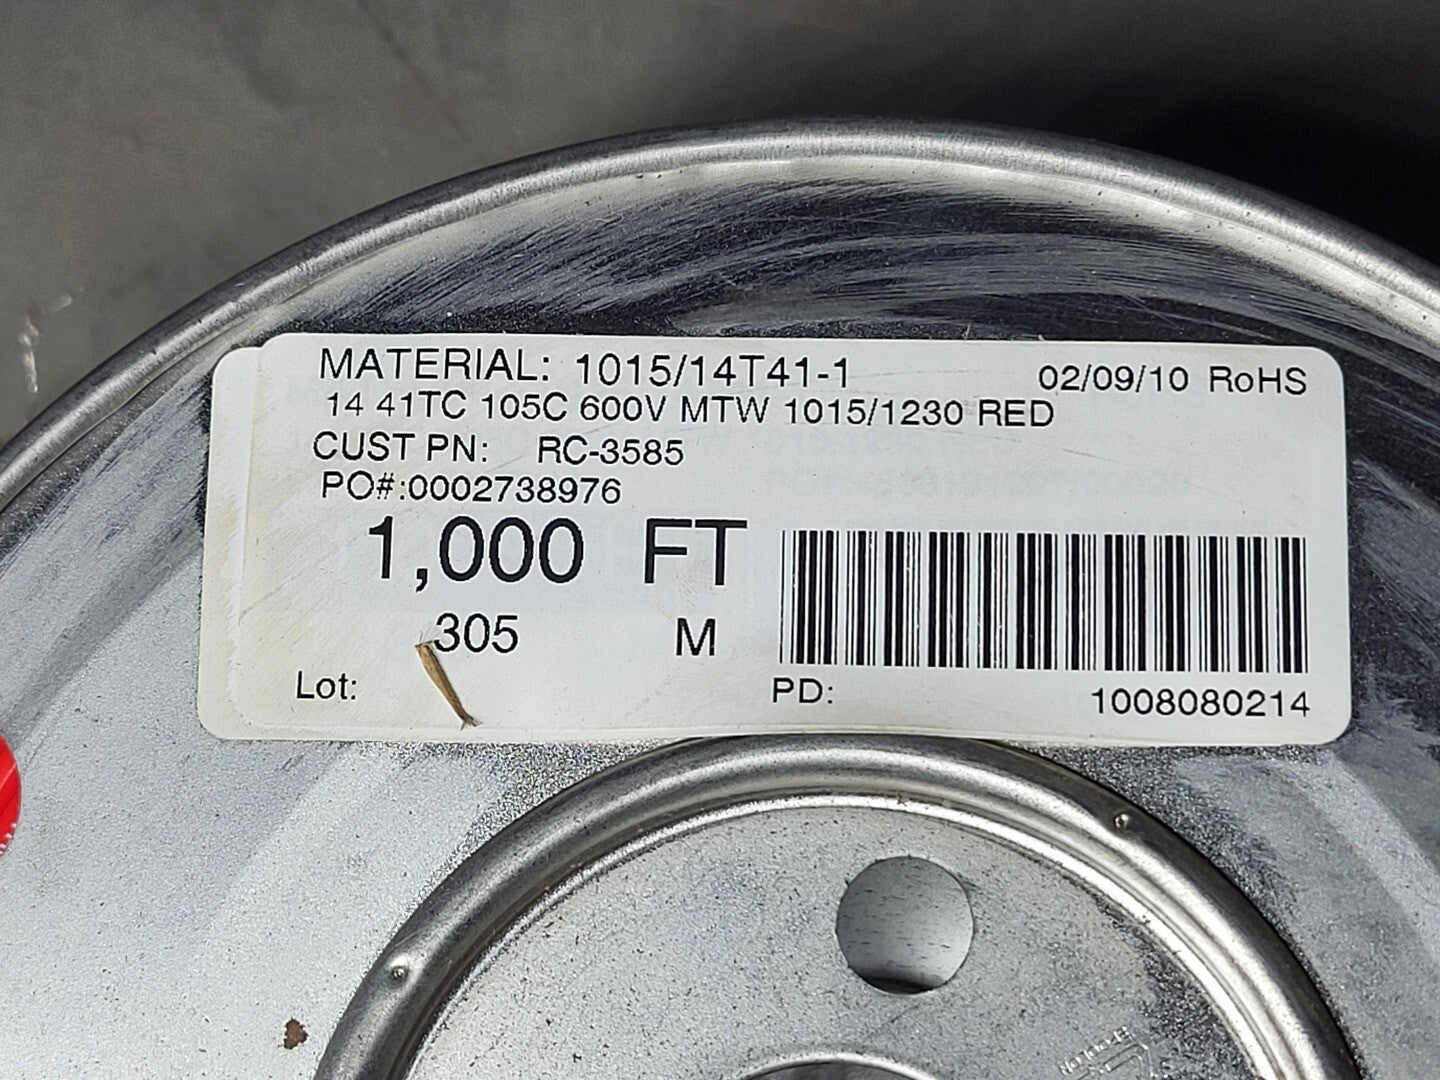 MATERIAL: 1015/14T41-1 02/09/10 RoHS
14 41TC 105C 600V MTW 1015/1230 RED
CUST PN: RC-3585
PO#:0002738976
1,000 FT
305 M
Lot: PD: 1008080214